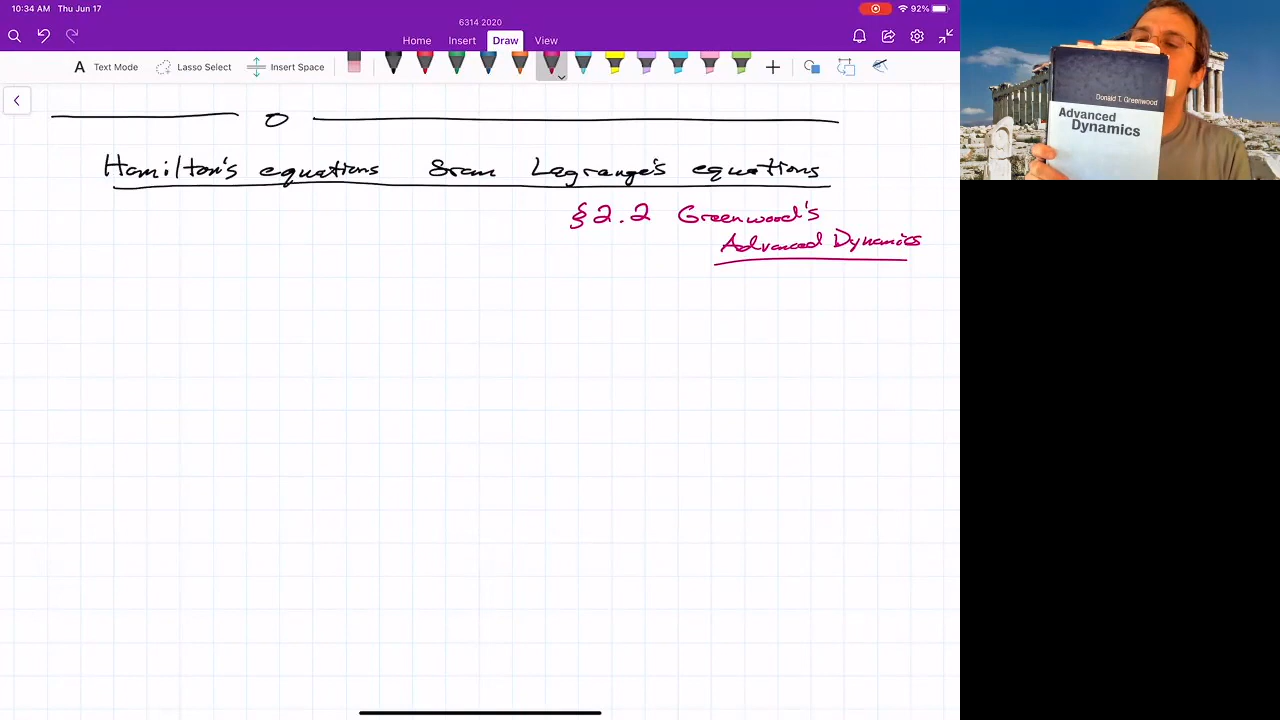 10:34 AM Thu Jun 17
92%
6314 2020
Home Insert Draw View
Text Mode Lasso Select Insert Space
Hamilton's equations from Lagrange's equations
§2.2 Greenwood's
Advanced Dynamics
Donald T. Greenwood
Advanced
Dynamics